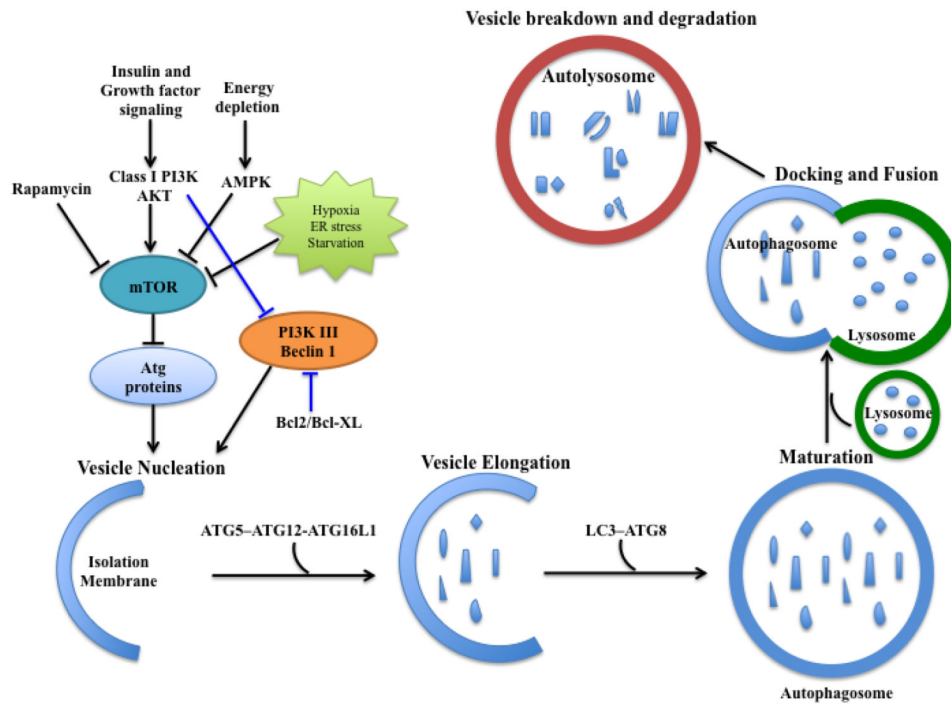 Vesicle breakdown and degradation
Autolysosome
Insulin and
Growth factor
signaling
Energy
depletion
Rapamycin
Class I PI3K
AKT
AMPK
Hypoxia
ER stress
Starvation
mTOR
PI3K III
Beclin 1
Atg
proteins
Bcl2/Bcl-XL
Docking and Fusion
Autophagosome
Lysosome
Lysosome
Vesicle Nucleation
Isolation
Membrane
ATG5–ATG12-ATG16L1
Vesicle Elongation
LC3–ATG8
Maturation
Autophagosome